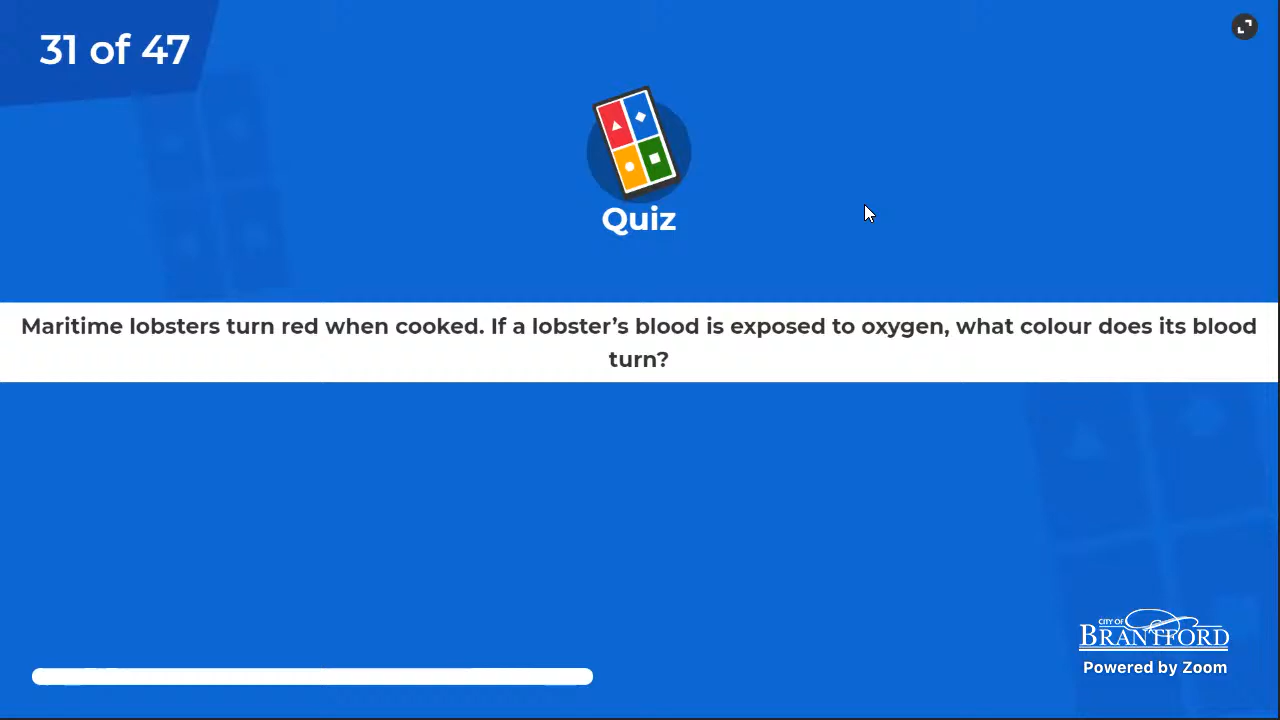 31 of 47
Quiz
Maritime lobsters turn red when cooked. If a lobster’s blood is exposed to oxygen, what colour does its blood
turn?
CITY OF
BRANTFORD
Powered by Zoom